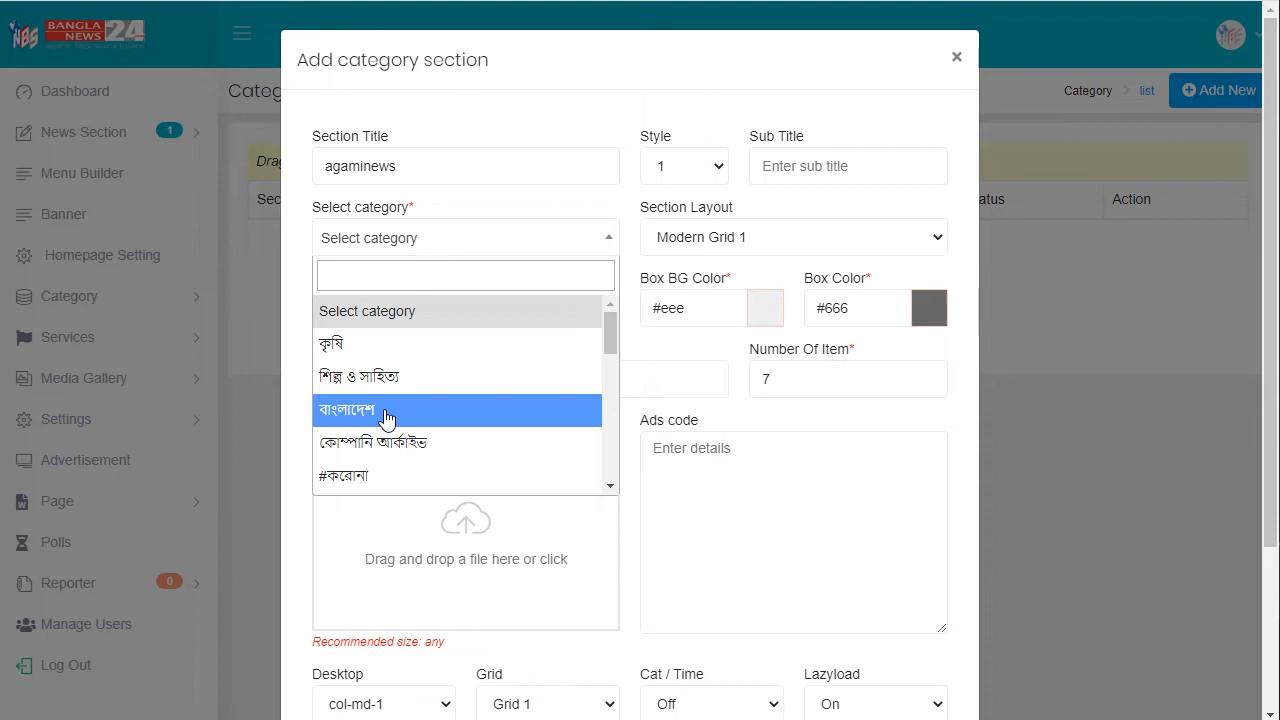 NBS BANGLA NEWS 24
Add category section
×
Dashboard
Categ
Category
list
Add New
News Section
1
Menu Builder
Banner
Homepage Setting
Category
Services
Media Gallery
Settings
Advertisement
Page
Polls
Reporter
0
Manage Users
Log Out
Drag
Sec
atus
Action
Section Title
Style
Sub Title
agaminews
1
Enter sub title
Select category*
Section Layout
Select category
Modern Grid 1
Box BG Color*
Box Color*
#eee
#666
Select category
কৃষি
শিল্প ও সাহিত্য
বাংলাদেশ
কোম্পানি আর্কাইভ
#করোনা
Number Of Item*
7
Ads code
Enter details
Drag and drop a file here or click
Recommended size: any
Desktop
Grid
Cat / Time
Lazyload
col-md-1
Grid 1
Off
On